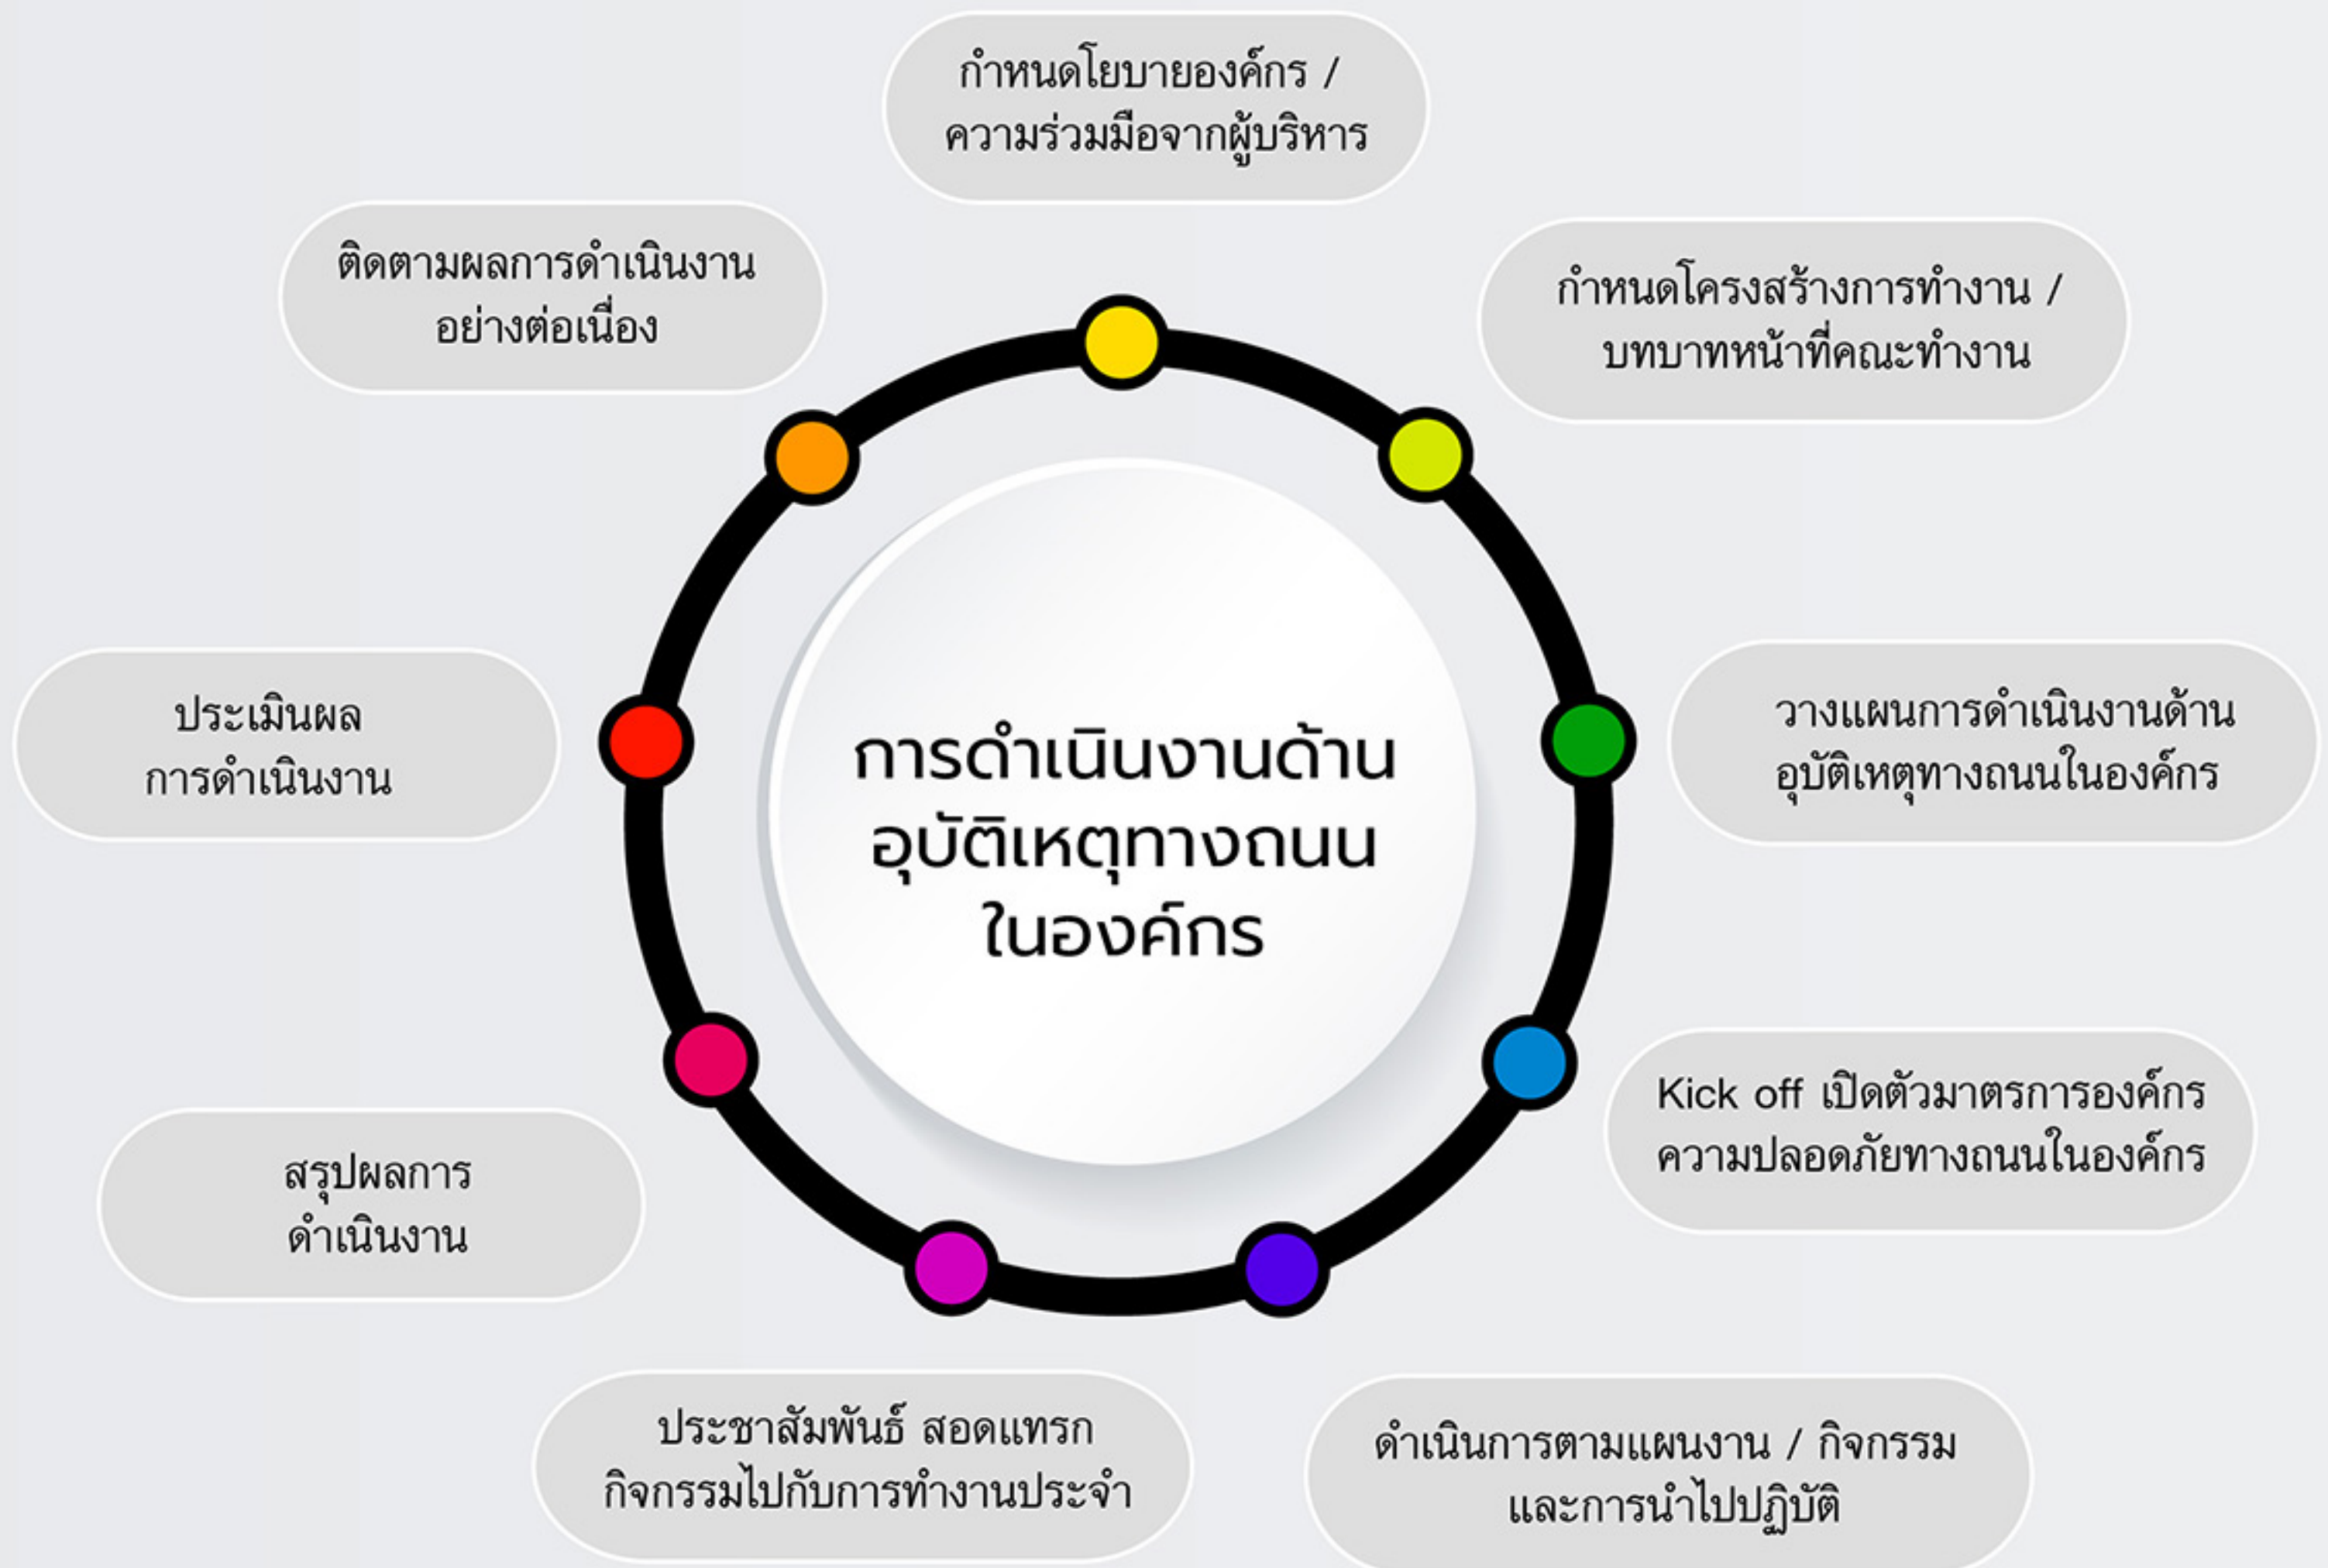 กำหนดโยบายองค์กร /
ความร่วมมือจากผู้บริหาร
กำหนดโครงสร้างการทำงาน /
บทบาทหน้าที่คณะทำงาน
วางแผนการดำเนินงานด้าน
อุบัติเหตุทางถนนในองค์กร
Kick off เปิดตัวมาตรการองค์กร
ความปลอดภัยทางถนนในองค์กร
ดำเนินการตามแผนงาน / กิจกรรม
และการนำไปปฏิบัติ
ประชาสัมพันธ์ สอดแทรก
กิจกรรมไปกับการทำงานประจำ
สรุปผลการ
ดำเนินงาน
ประเมินผล
การดำเนินงาน
ติดตามผลการดำเนินงาน
อย่างต่อเนื่อง
การดำเนินงานด้าน
อุบัติเหตุทางถนน
ในองค์กร